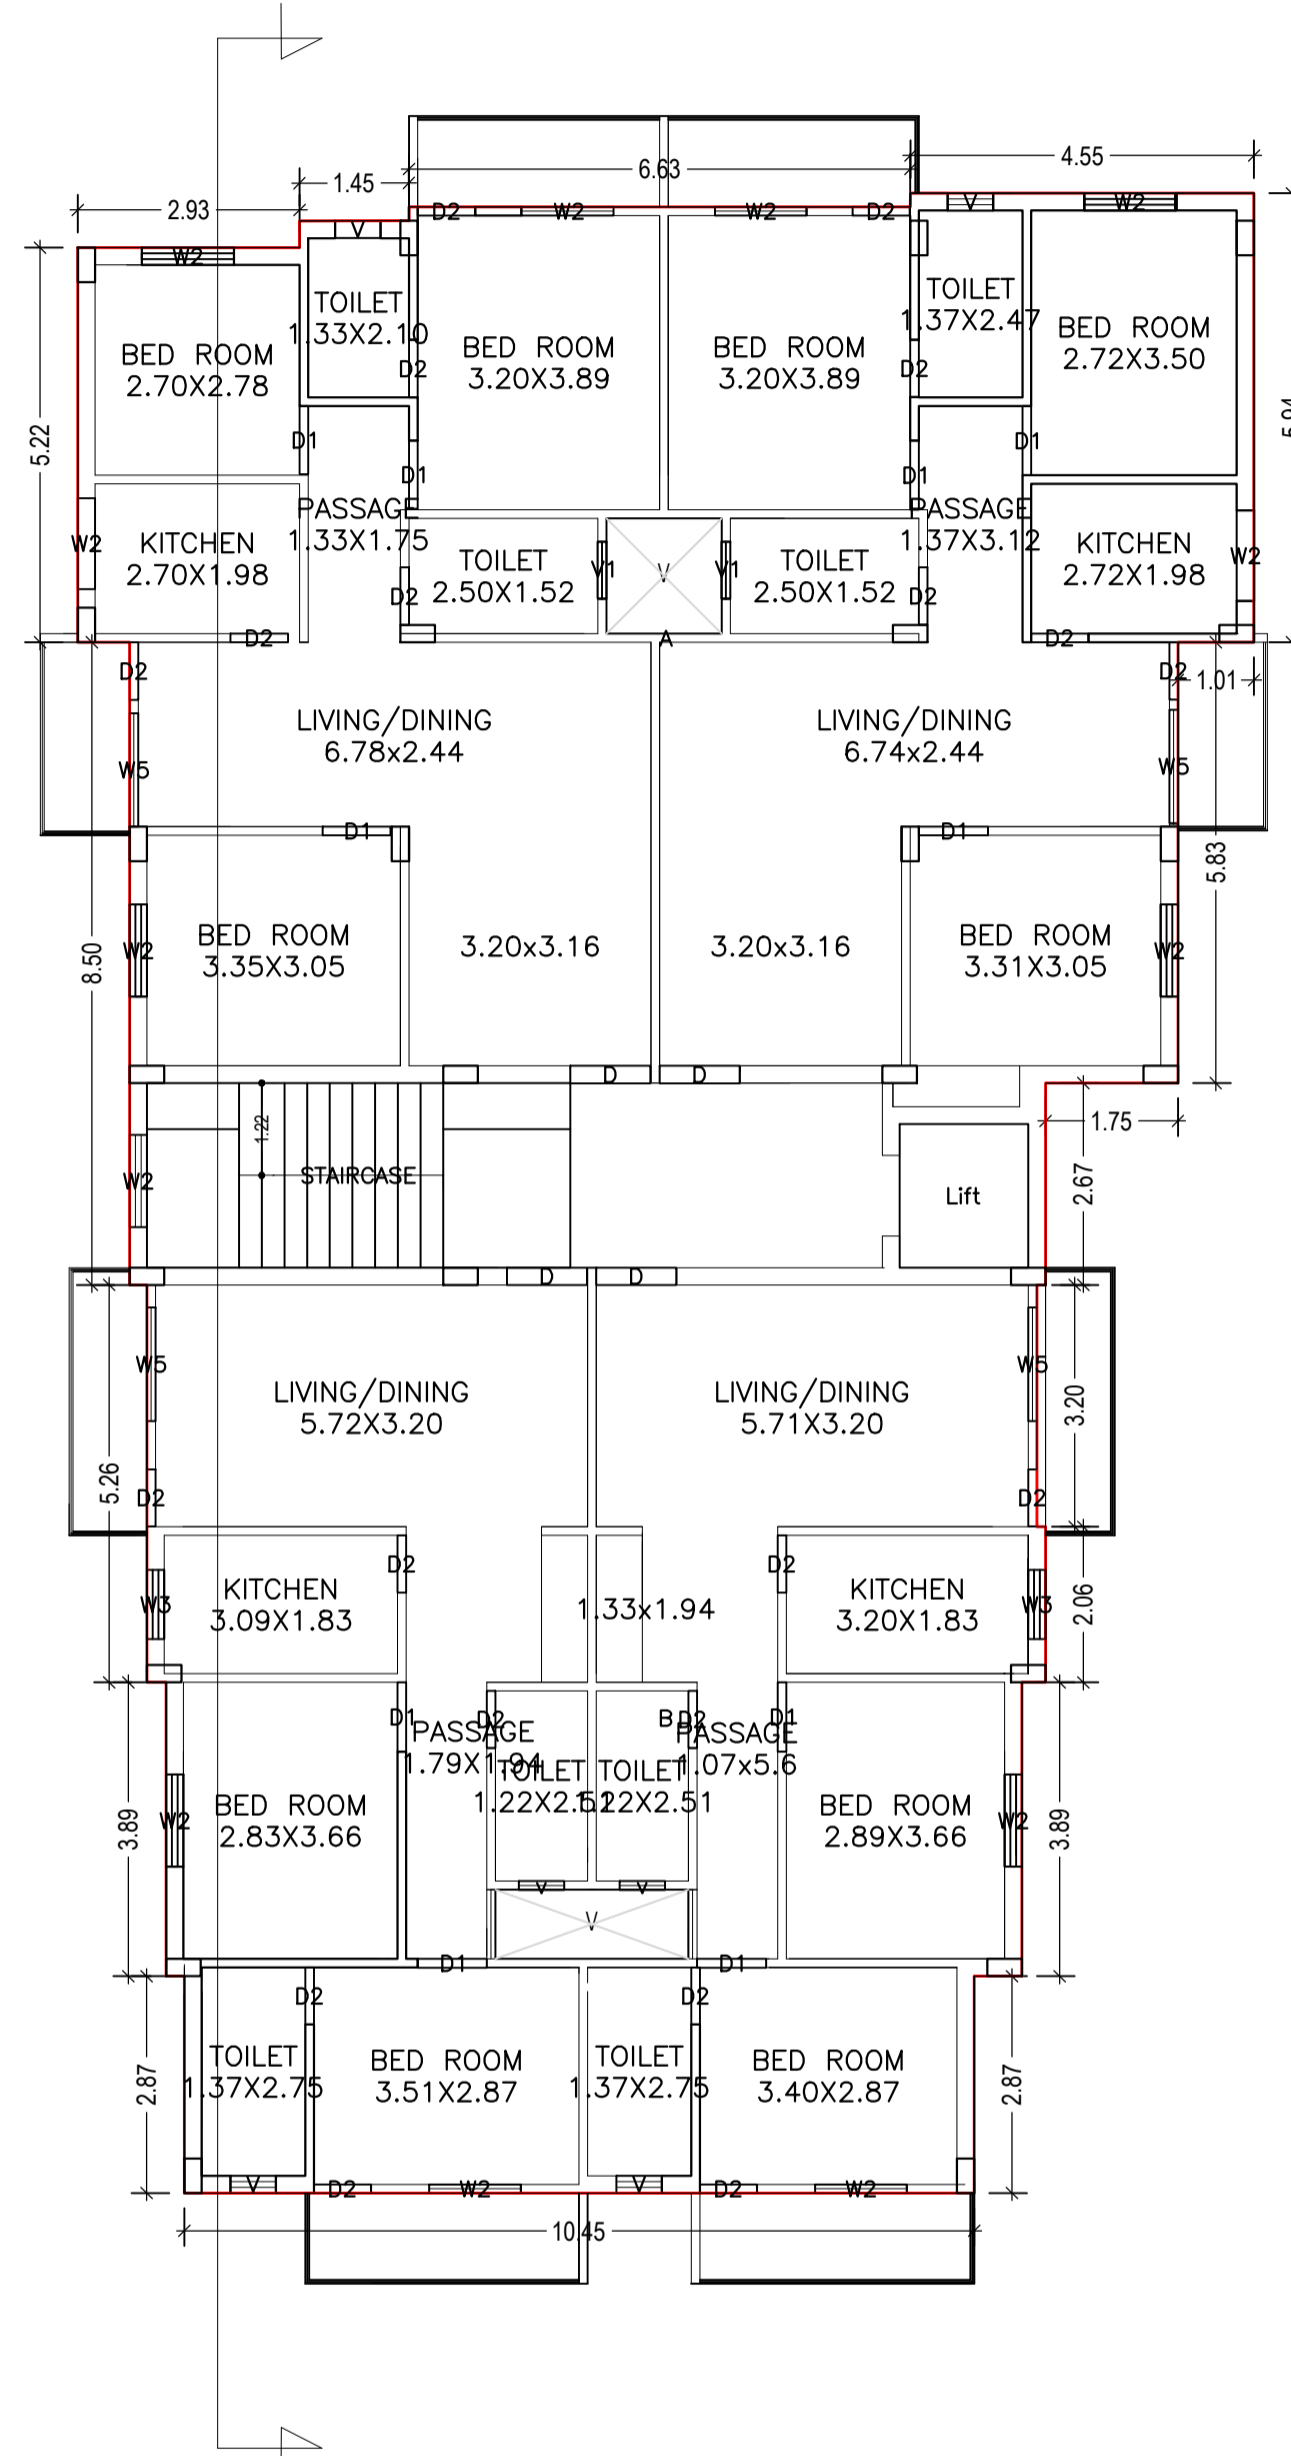 4.55
6.63
1.45
2.93
D2
W2
W2
D2
V
W2
V
W2
TOILET
1.33X2.10
TOILET
1.37X2.47
BED ROOM
2.70X2.78
BED ROOM
3.20X3.89
BED ROOM
3.20X3.89
BED ROOM
2.72X3.50
D2
D2
5.22
5.94
D1
D1
D1
D1
PASSAGE
1.33X1.75
PASSAGE
1.37X3.12
W2
KITCHEN
2.70X1.98
TOILET
2.50X1.52
V1
V
V1
TOILET
2.50X1.52
KITCHEN
2.72X1.98
W2
D2
D2
D2
A
D2
D2
D2
1.01
LIVING/DINING
6.78x2.44
LIVING/DINING
6.74x2.44
W5
W5
D1
D1
5.83
W2
BED ROOM
3.35X3.05
3.20x3.16
3.20x3.16
BED ROOM
3.31X3.05
W2
8.50
D
D
1.22
1.75
STAIRCASE
W2
Lift
2.67
D
D
W5
LIVING/DINING
5.72X3.20
LIVING/DINING
5.71X3.20
W5
3.20
5.26
D2
D2
D2
D2
W3
KITCHEN
3.09X1.83
1.33x1.94
KITCHEN
3.20X1.83
W3
2.06
D1
PASSAGE
1.79X1.94
D2
B
D2
PASSAGE
1.07x5.6
D1
TOILET
1.22X2.51
TOILET
1.22X2.51
3.89
W2
BED ROOM
2.83X3.66
BED ROOM
2.89X3.66
W2
3.89
V
V
V
D1
D1
D2
D2
TOILET
1.37X2.75
BED ROOM
3.51X2.87
TOILET
1.37X2.75
BED ROOM
3.40X2.87
2.87
2.87
V
D2
W2
V
D2
W2
10.45